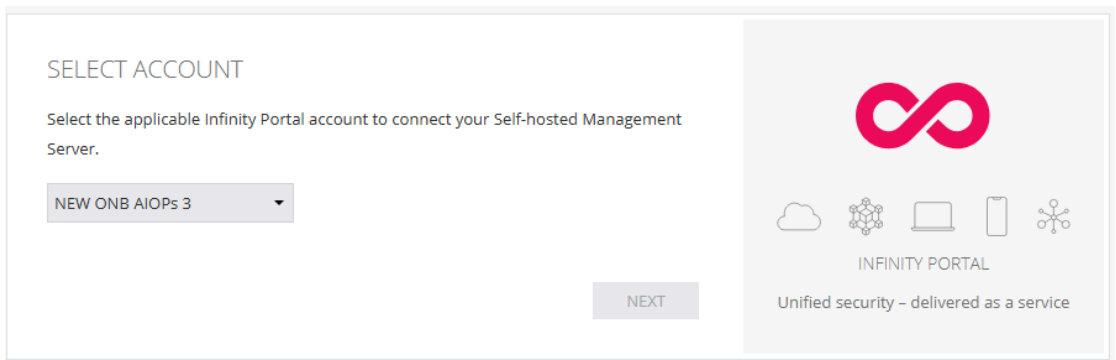 SELECT ACCOUNT
Select the applicable Infinity Portal account to connect your Self-hosted Management
Server.
NEW ONB AIOPs 3
NEXT
INFINITY PORTAL
Unified security – delivered as a service